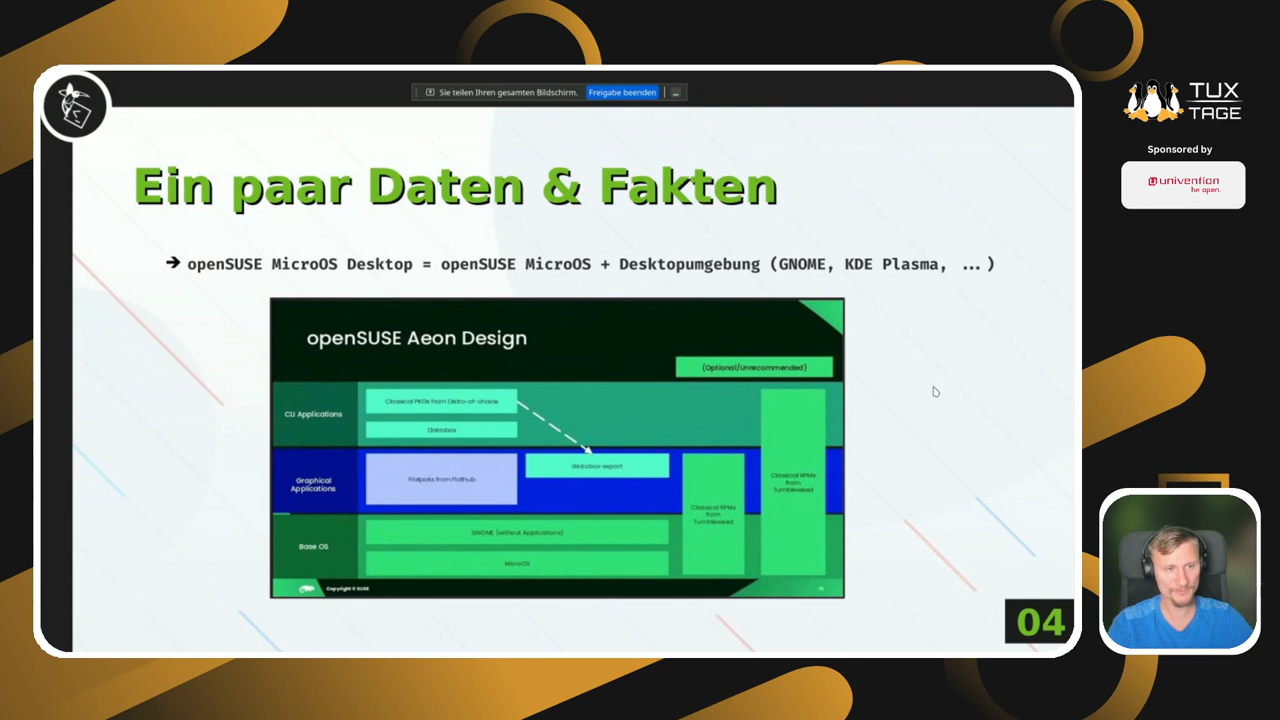 Sie teilen Ihren gesamten Bildschirm. Freigabe beenden
TUX
TAGE
Sponsored by
univention
be open.
Ein paar Daten & Fakten
➔ openSUSE MicroOS Desktop = openSUSE MicroOS + Desktopumgebung (GNOME, KDE Plasma, ...)
openSUSE Aeon Design
(Optional/Unrecommended)
CLI Applications
Classical PKGs from Distro-of-choice
Distrobox
Graphical
Applications
Flatpaks from Flathub
distrobox-export
Classical RPMs
from
Tumbleweed
Classical RPMs
from
Tumbleweed
Base OS
GNOME (without Applications)
MicroOS
Copyright © SUSE
04